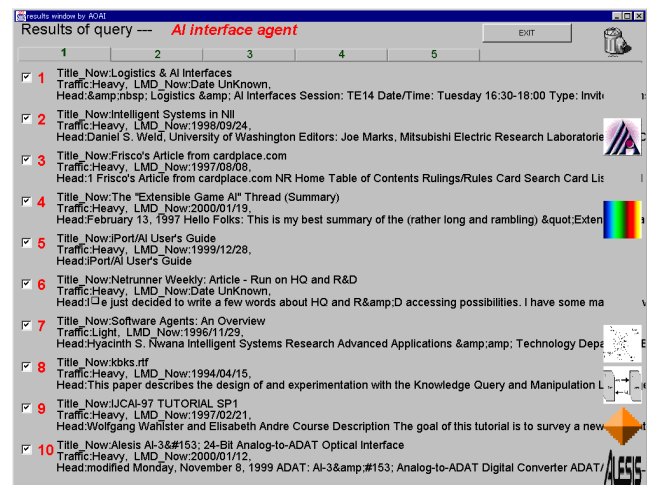 results window by AOAI
Results of query --- AI interface agent
EXIT
1 2 3 4 5
1 Title_Now:Logistics & AI Interfaces
Traffic:Heavy, LMD_Now:Date UnKnown,
Head:&amp;nbsp; Logistics &amp; AI Interfaces Session: TE14 Date/Time: Tuesday 16:30-18:00 Type: Invit
2 Title_Now:Intelligent Systems in NII
Traffic:Heavy, LMD_Now:1998/09/24,
Head:Daniel S. Weld, University of Washington Editors: Joe Marks, Mitsubishi Electric Research Laboratorie
3 Title_Now:Frisco's Article from cardplace.com
Traffic:Heavy, LMD_Now:1997/08/08,
Head:1 Frisco's Article from cardplace.com NR Home Table of Contents Rulings/Rules Card Search Card Lis
4 Title_Now:The "Extensible Game AI" Thread (Summary)
Traffic:Heavy, LMD_Now:2000/01/19,
Head:February 13, 1997 Hello Folks: This is my best summary of the (rather long and rambling) &quot;Exten
5 Title_Now:iPort/AI User's Guide
Traffic:Heavy, LMD_Now:1999/12/28,
Head:iPort/AI User's Guide
6 Title_Now:Netrunner Weekly: Article - Run on HQ and R&D
Traffic:Heavy, LMD_Now:Date UnKnown,
Head:I□e just decided to write a few words about HQ and R&amp;D accessing possibilities. I have some ma
7 Title_Now:Software Agents: An Overview
Traffic:Light, LMD_Now:1996/11/29,
Head:Hyacinth S. Nwana Intelligent Systems Research Advanced Applications &amp;amp; Technology Depa
8 Title_Now:kbks.rtf
Traffic:Heavy, LMD_Now:1994/04/15,
Head:This paper describes the design of and experimentation with the Knowledge Query and Manipulation L
9 Title_Now:IJCAI-97 TUTORIAL SP1
Traffic:Heavy, LMD_Now:1997/02/21,
Head:Wolfgang Wahlster and Elisabeth Andre Course Description The goal of this tutorial is to survey a new
10 Title_Now:Alesis AI-3&#153; 24-Bit Analog-to-ADAT Optical Interface
Traffic:Heavy, LMD_Now:2000/01/12,
Head:modified Monday, November 8, 1999 ADAT: AI-3&amp;#153; Analog-to-ADAT Digital Converter ADAT/
ALESIS